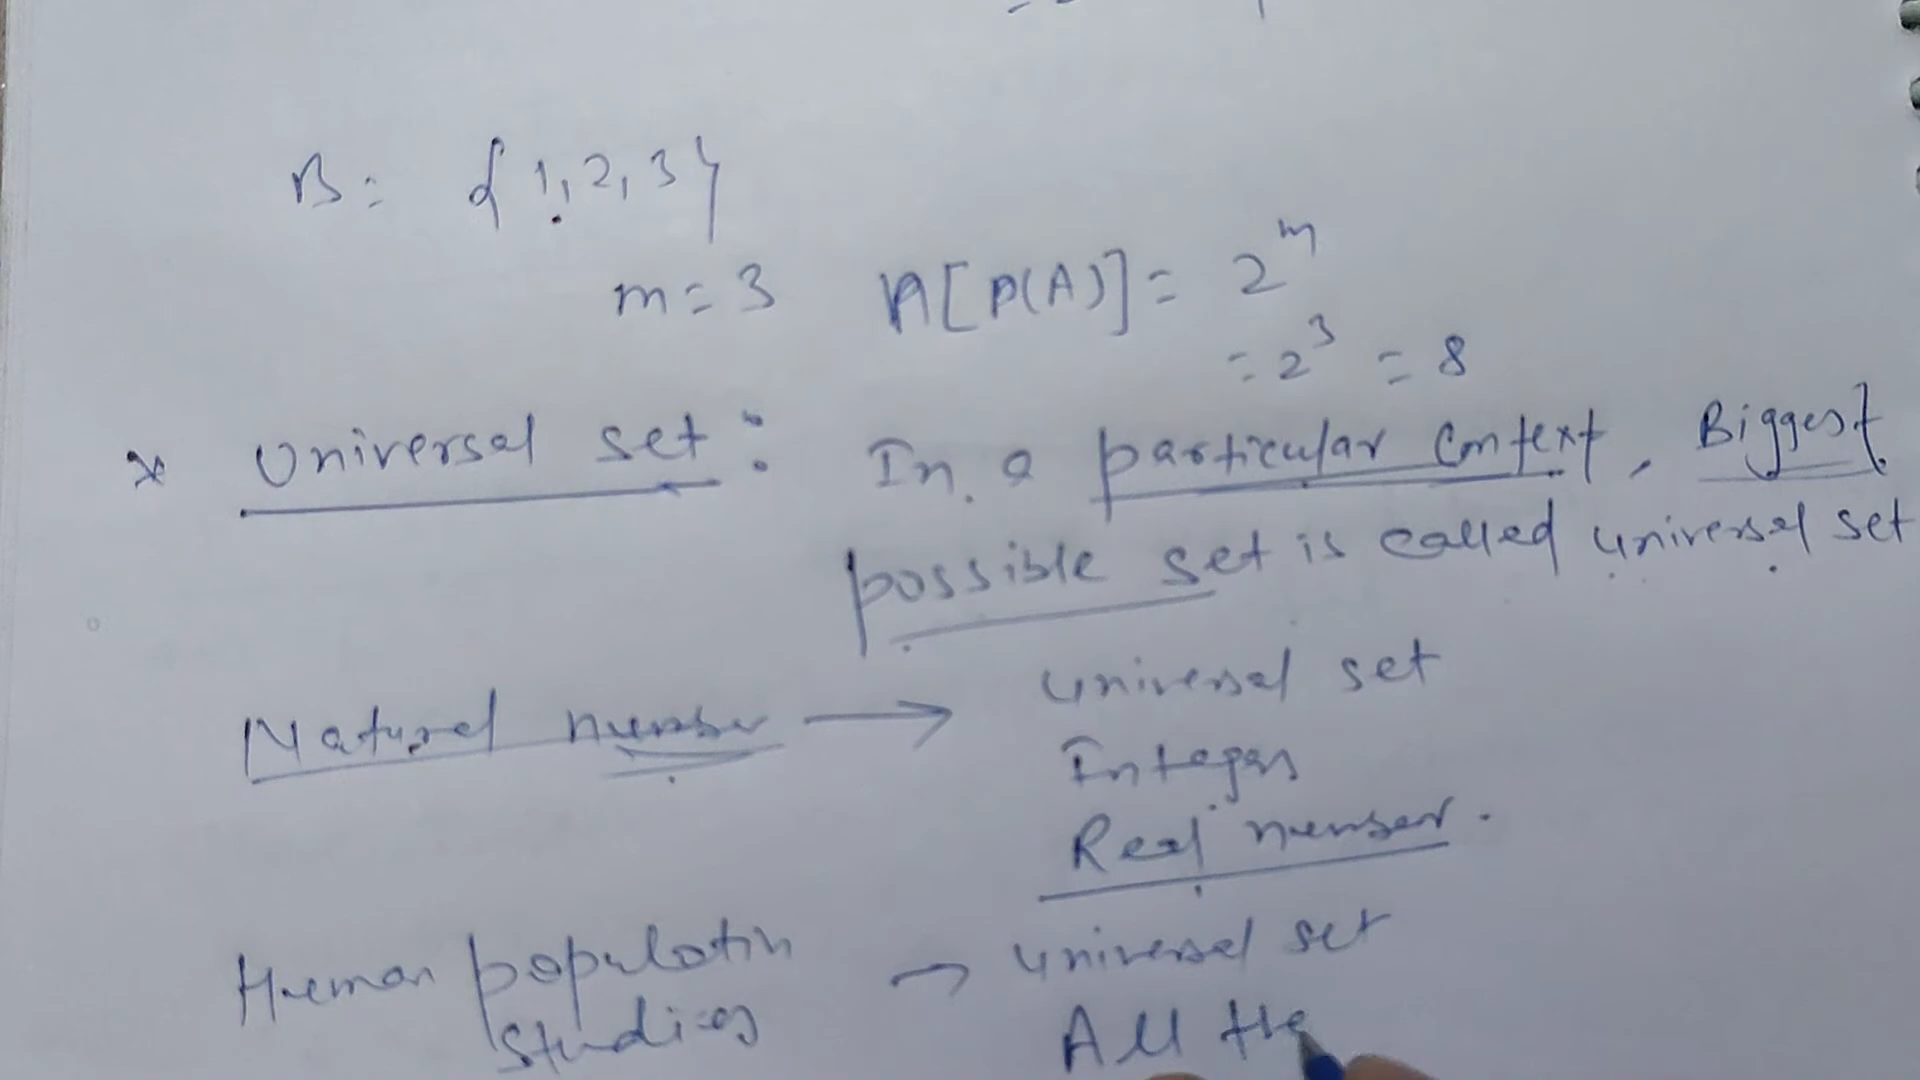 B = {1, 2, 3}
m = 3 n[P(A)] = 2^m
= 2^3 = 8
* Universal set : In a particular context, Biggest
possible set is called universal set
Natural number → universal set
Integers
Real number.
Human populatin → universal set
studies All the